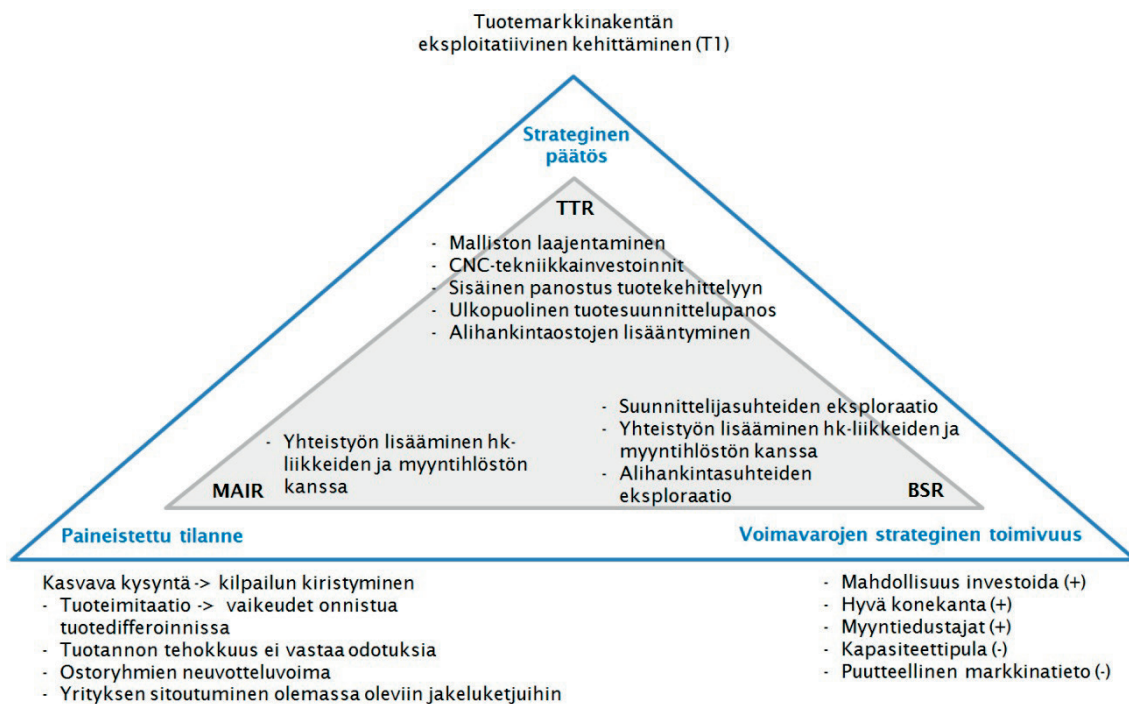 Tuotemarkkinakentän
eksploitatiivinen kehittäminen (T1)
Strateginen
päätös
TTR
- Malliston laajentaminen
- CNC-tekniikkainvestoinnit
- Sisäinen panostus tuotekehittelyyn
- Ulkopuolinen tuotesuunnittelupanos
- Alihankintaostojen lisääntyminen
- Yhteistyön lisääminen hk-
liikkeiden ja myyntihlöstön
kanssa
MAIR
- Suunnittelijasuhteiden eksploraatio
- Yhteistyön lisääminen hk-liikkeiden ja
myyntihlöstön kanssa
- Alihankintasuhteiden
eksploraatio
BSR
Paineistettu tilanne
Voimavarojen strateginen toimivuus
Kasvava kysyntä -> kilpailun kiristyminen
- Tuoteimitaatio -> vaikeudet onnistua
tuotedifferoinnissa
- Tuotannon tehokkuus ei vastaa odotuksia
- Ostoryhmien neuvotteluvoima
- Yrityksen sitoutuminen olemassa oleviin jakeluketjuihin
- Mahdollisuus investoida (+)
- Hyvä konekanta (+)
- Myyntiedustajat (+)
- Kapasiteettipula (-)
- Puutteellinen markkinatieto (-)